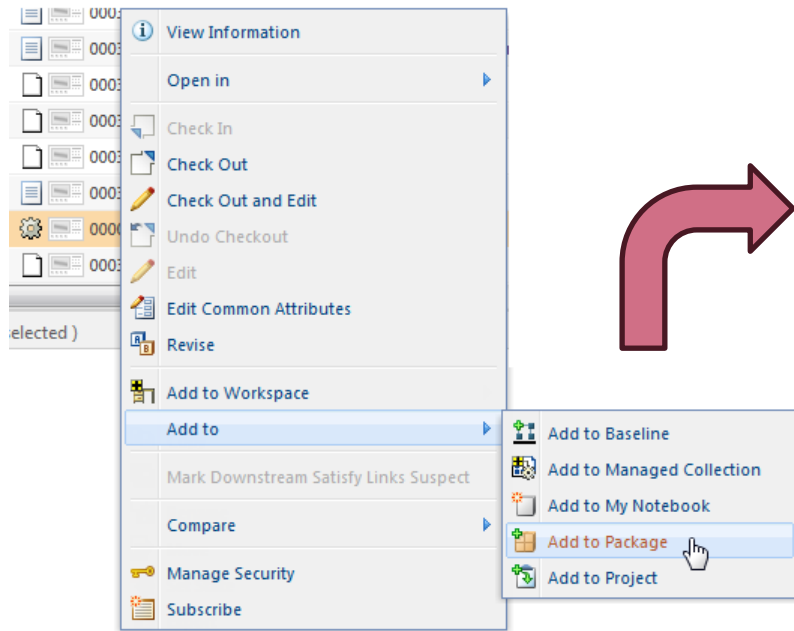 View Information
Open in
Check In
Check Out
Check Out and Edit
Undo Checkout
Edit
Edit Common Attributes
Revise
elected )
Add to Workspace
Add to
Mark Downstream Satisfy Links Suspect
Compare
Manage Security
Subscribe
Add to Baseline
Add to Managed Collection
Add to My Notebook
Add to Package
Add to Project